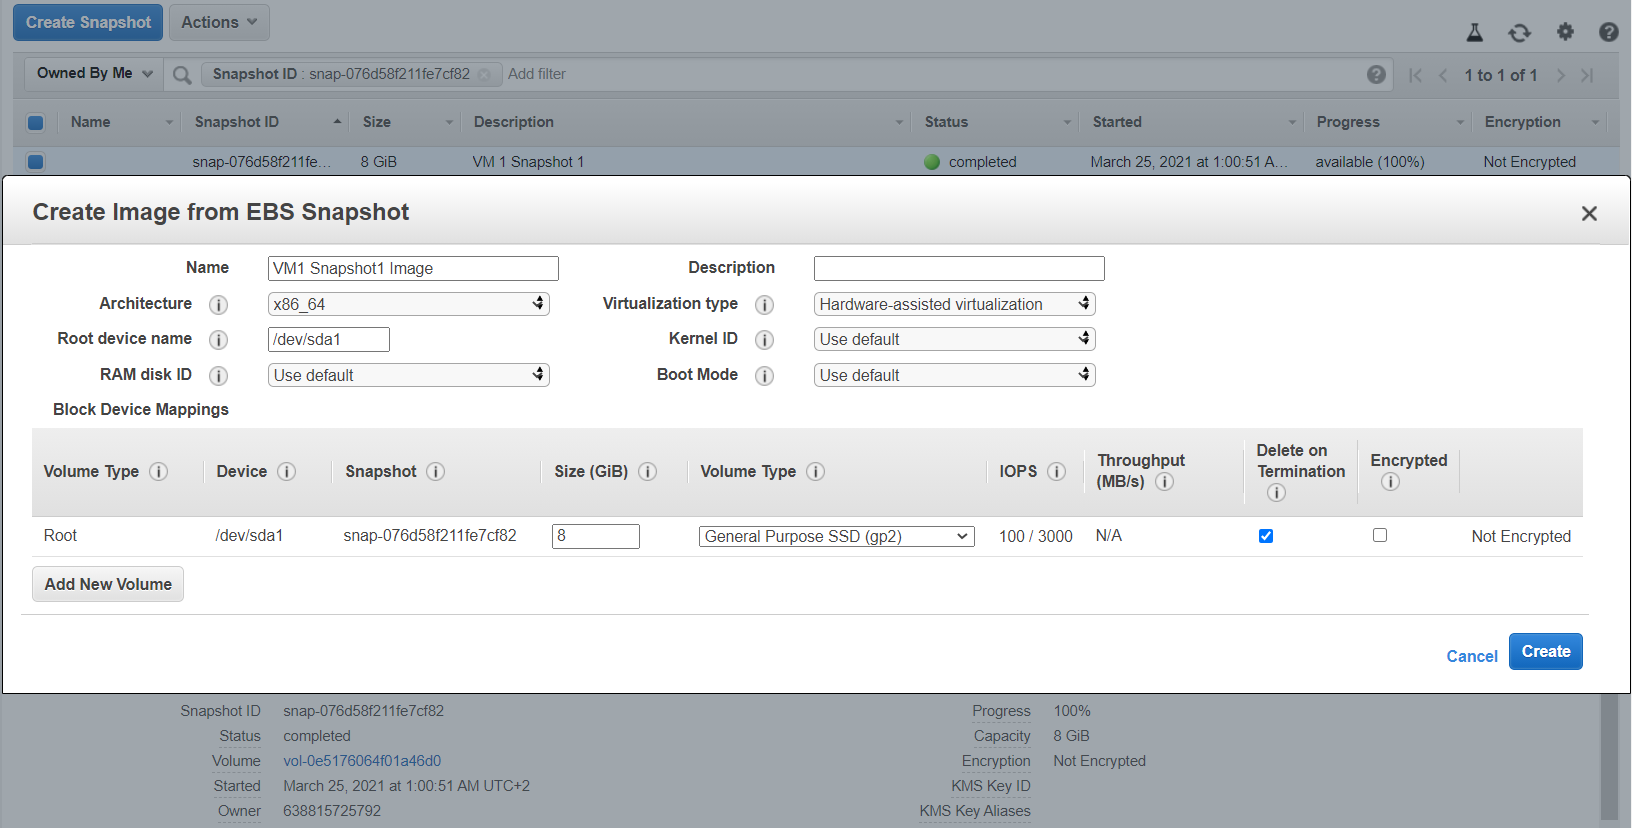 Create Snapshot Actions
Owned By Me Snapshot ID : snap-076d58f211fe7cf82 Add filter 1 to 1 of 1
Name Snapshot ID Size Description Status Started Progress Encryption
snap-076d58f211fe... 8 GiB VM 1 Snapshot 1 completed March 25, 2021 at 1:00:51 A... available (100%) Not Encrypted
Create Image from EBS Snapshot
Name VM1 Snapshot1 Image Description
Architecture x86_64 Virtualization type Hardware-assisted virtualization
Root device name /dev/sda1 Kernel ID Use default
RAM disk ID Use default Boot Mode Use default
Block Device Mappings
Volume Type Device Snapshot Size (GiB) Volume Type IOPS Throughput (MB/s) Delete on Termination Encrypted
Root /dev/sda1 snap-076d58f211fe7cf82 8 General Purpose SSD (gp2) 100 / 3000 N/A Not Encrypted
Add New Volume
Cancel Create
Snapshot ID snap-076d58f211fe7cf82 Progress 100%
Status completed Capacity 8 GiB
Volume vol-0e5176064f01a46d0 Encryption Not Encrypted
Started March 25, 2021 at 1:00:51 AM UTC+2 KMS Key ID
Owner 638815725792 KMS Key Aliases